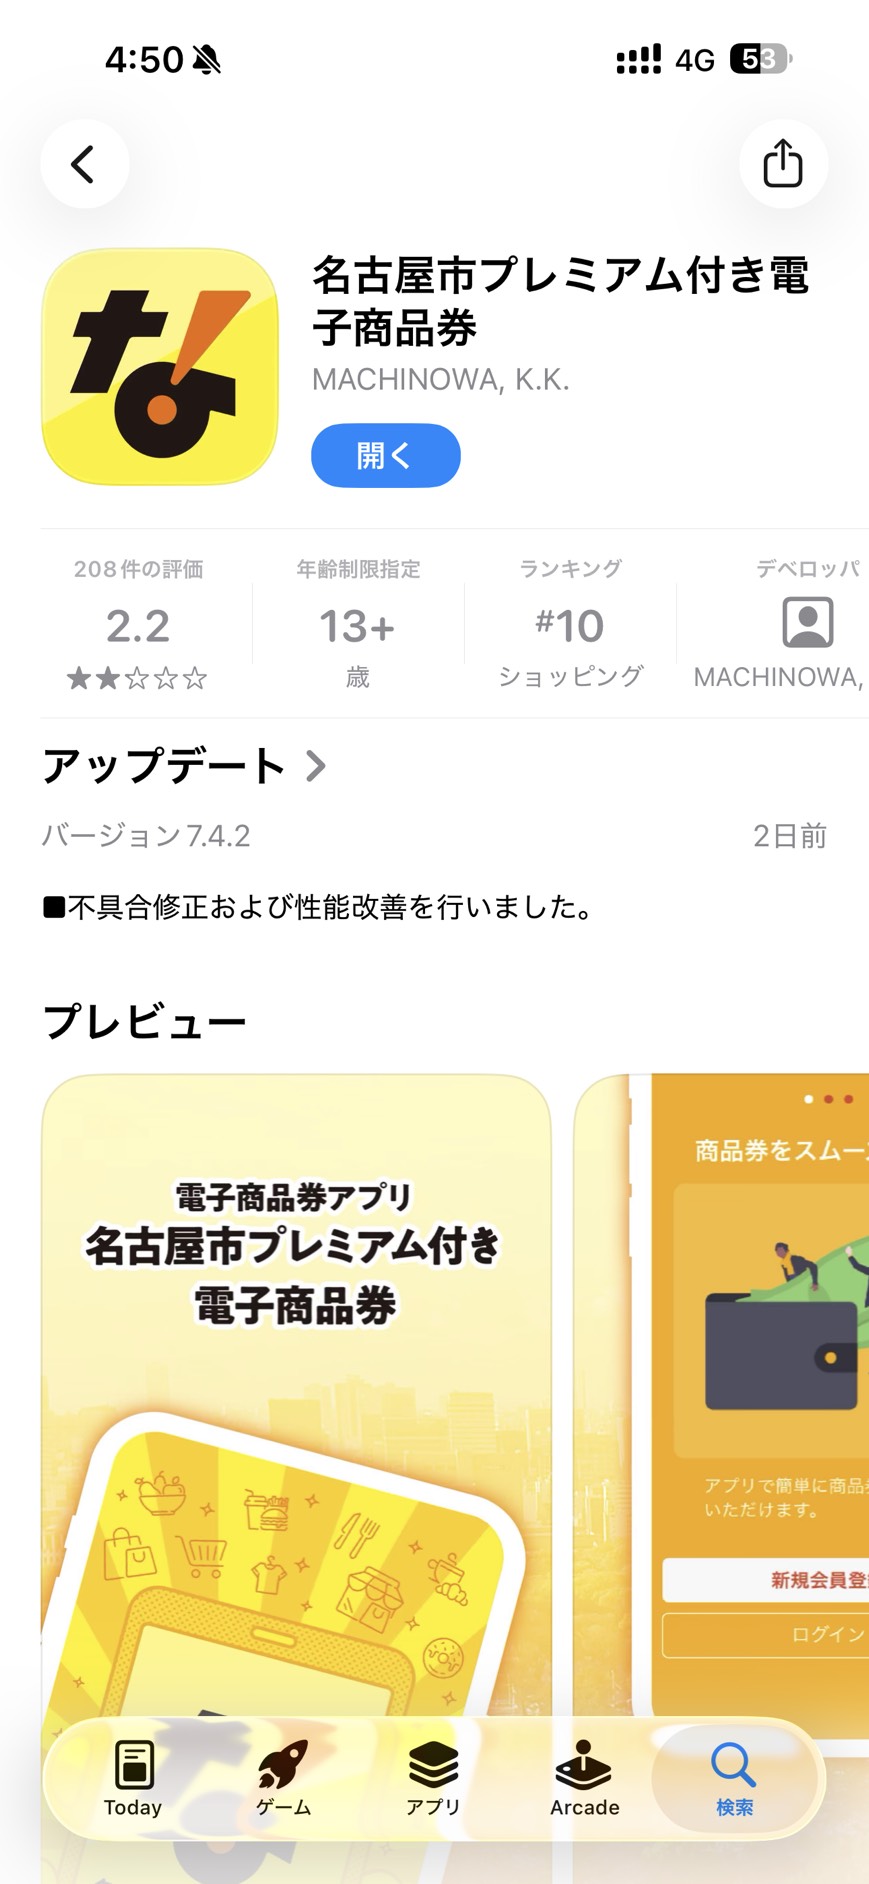 4:50
4G 53
名古屋市プレミアム付き電
子商品券
MACHINOWA, K.K.
開く
208件の評価
年齢制限指定
ランキング
デベロッパ
2.2
13+
#10
★★☆☆☆
歳
ショッピング
MACHINOWA,
アップデート
バージョン7.4.2
2日前
■不具合修正および性能改善を行いました。
プレビュー
電子商品券アプリ
名古屋市プレミアム付き
電子商品券
商品券をスムー
アプリで簡単に商品
いただけます。
新規会員登
ログイン
Today
ゲーム
アプリ
Arcade
検索